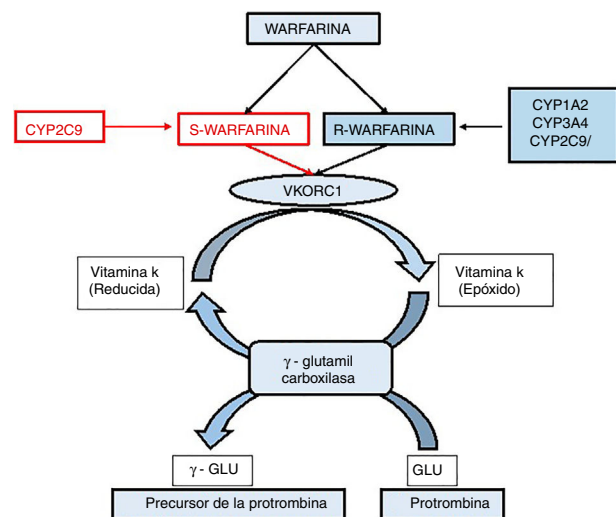 WARFARINA
CYP2C9
S-WARFARINA
R-WARFARINA
CYP1A2
CYP3A4
CYP2C9/
VKORC1
Vitamina k
(Reducida)
Vitamina k
(Epóxido)
γ - glutamil
carboxilasa
γ - GLU
GLU
Precursor de la protrombina
Protrombina